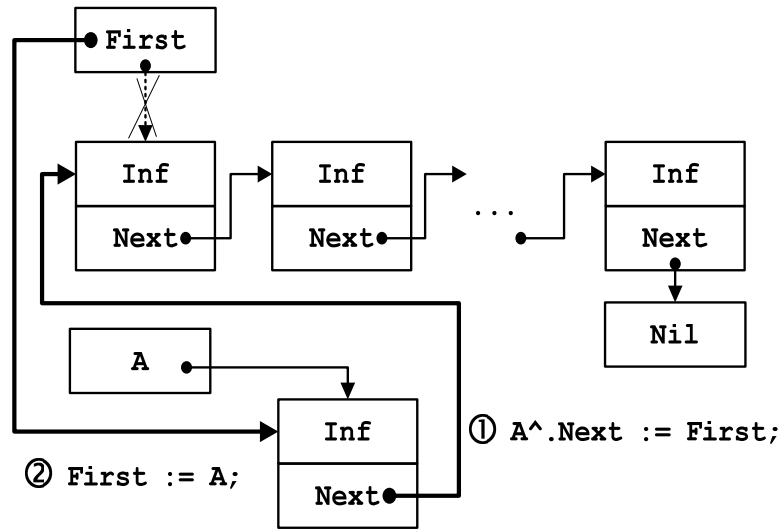 First
Inf Inf Inf
Next Next ... Next
Nil
A
Inf
① A^.Next := First;
② First := A;
Next